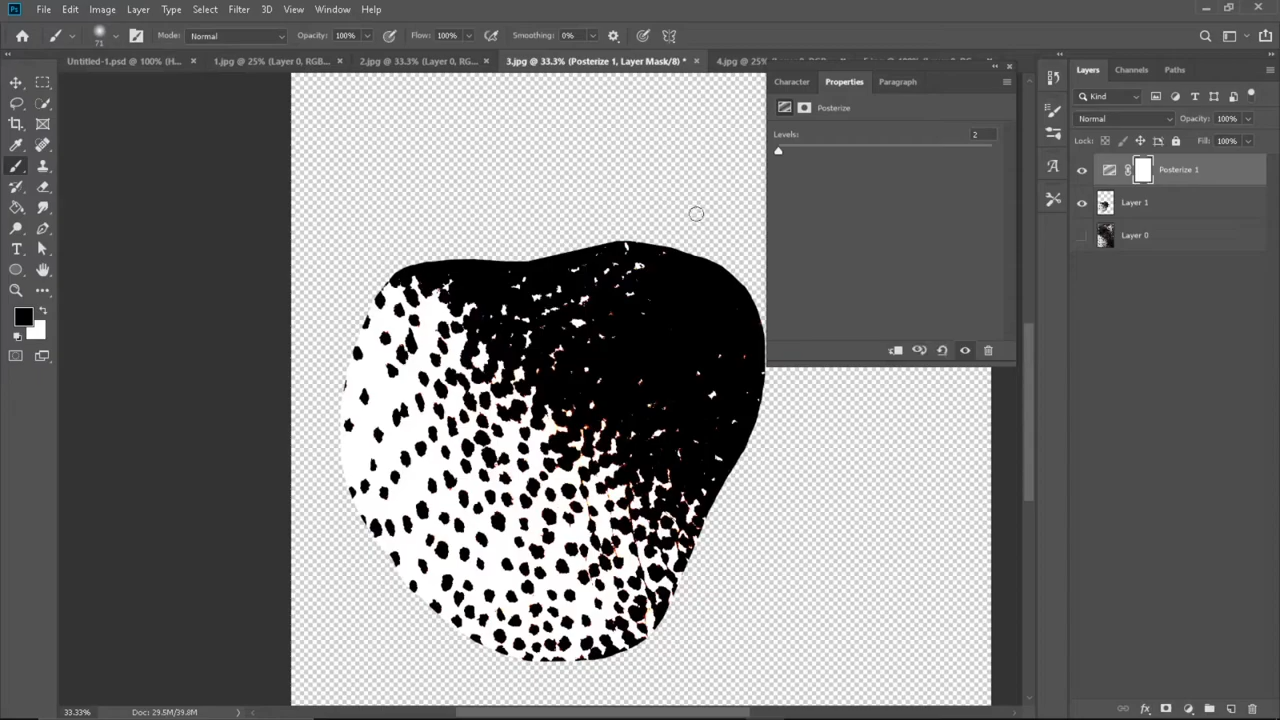 Ps File Edit Image Layer Type Select Filter 3D View Window Help
71 Mode: Normal Opacity: 100% Flow: 100% Smoothing: 0%
Untitled-1.psd @ 100% (H... × 1.jpg @ 25% (Layer 0, RGB... × 2.jpg @ 33.3% (Layer 0, RG... × 3.jpg @ 33.3% (Posterize 1, Layer Mask/8) * × 4.jpg @ 25%
Character Properties Paragraph
Posterize
Levels: 2
Layers Channels Paths
Kind
Normal Opacity: 100%
Lock: Fill: 100%
Posterize 1
Layer 1
Layer 0
33.33% Doc: 29.5M/39.8M